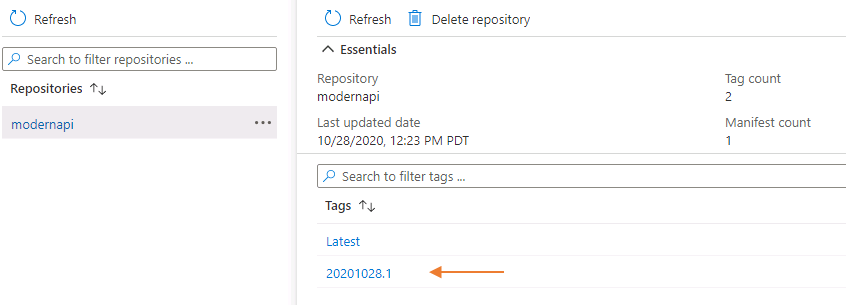 Refresh
Search to filter repositories ...
Repositories
modernapi
Refresh Delete repository
Essentials
Repository Tag count
modernapi 2
Last updated date Manifest count
10/28/2020, 12:23 PM PDT 1
Search to filter tags ...
Tags
Latest
20201028.1